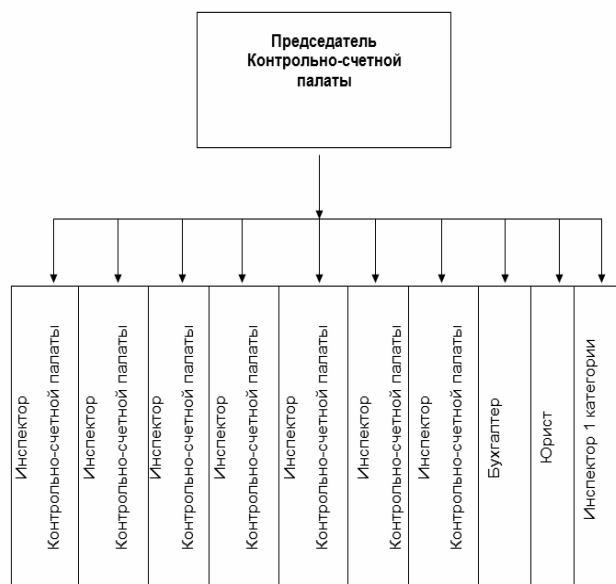 Председатель
Контрольно-счетной
палаты
Инспектор
Контрольно-счетной палаты
Инспектор
Контрольно-счетной палаты
Инспектор
Контрольно-счетной палаты
Инспектор
Контрольно-счетной палаты
Инспектор
Контрольно-счетной палаты
Инспектор
Контрольно-счетной палаты
Инспектор
Контрольно-счетной палаты
Бухгалтер
Юрист
Инспектор 1 категории